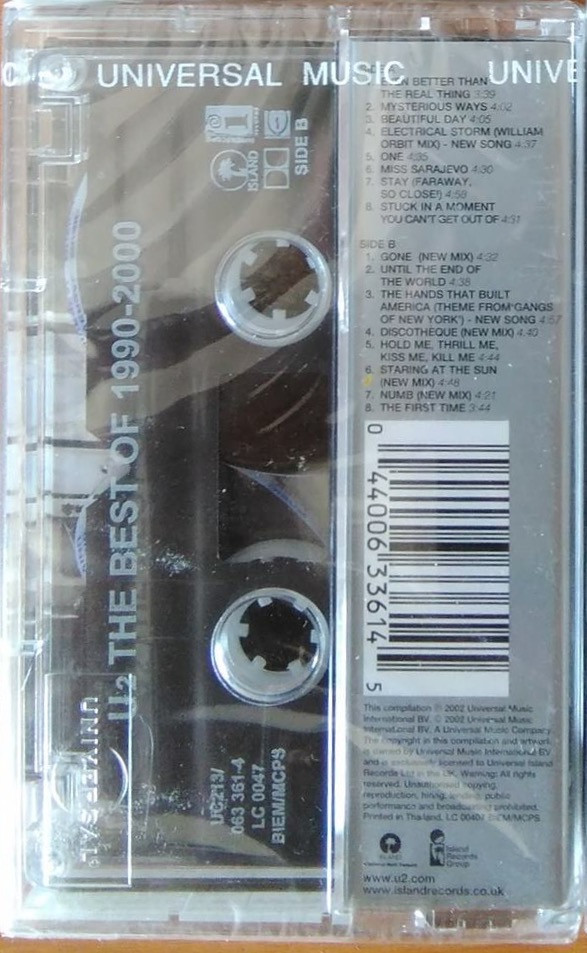 UNIVERSAL MUSIC
UNIVE
N BETTER THAN
THE REAL THING 3:39
2. MYSTERIOUS WAYS 4:02
3. BEAUTIFUL DAY 4:05
4. ELECTRICAL STORM (WILLIAM
ORBIT MIX) - NEW SONG 4:37
5. ONE 4:35
6. MISS SARAJEVO 4:30
7. STAY (FARAWAY,
SO CLOSE!) 4:58
8. STUCK IN A MOMENT
YOU CAN'T GET OUT OF 4:31
SIDE B
1. GONE (NEW MIX) 4:32
2. UNTIL THE END OF
THE WORLD 4:38
3. THE HANDS THAT BUILT
AMERICA (THEME FROM 'GANGS
OF NEW YORK') - NEW SONG 4:57
4. DISCOTHEQUE (NEW MIX) 4:40
5. HOLD ME, THRILL ME,
KISS ME, KILL ME 4:44
6. STARING AT THE SUN
(NEW MIX) 4:48
7. NUMB (NEW MIX) 4:21
8. THE FIRST TIME 3:44
0 44006 33614 5
This compilation ℗ 2002 Universal Music
International BV. © 2002 Universal Music
International BV. A Universal Music Company
The copyright in this compilation and artwork
is owned by Universal Music International BV
and is exclusively licensed to Universal Island
Records Ltd in the UK. Warning: All rights
reserved. Unauthorised copying,
reproduction, hiring, lending, public
performance and broadcasting prohibited.
Printed in Thailand. LC 00407 BIEM/MCPS
ISLAND
Island
Records
Group
www.u2.com
www.islandrecords.co.uk
U2 THE BEST OF 1990-2000
ISLAND
SIDE B
UC213/
063 361-4
LC 0047
BIEM/MCPS
UNIVERSAL